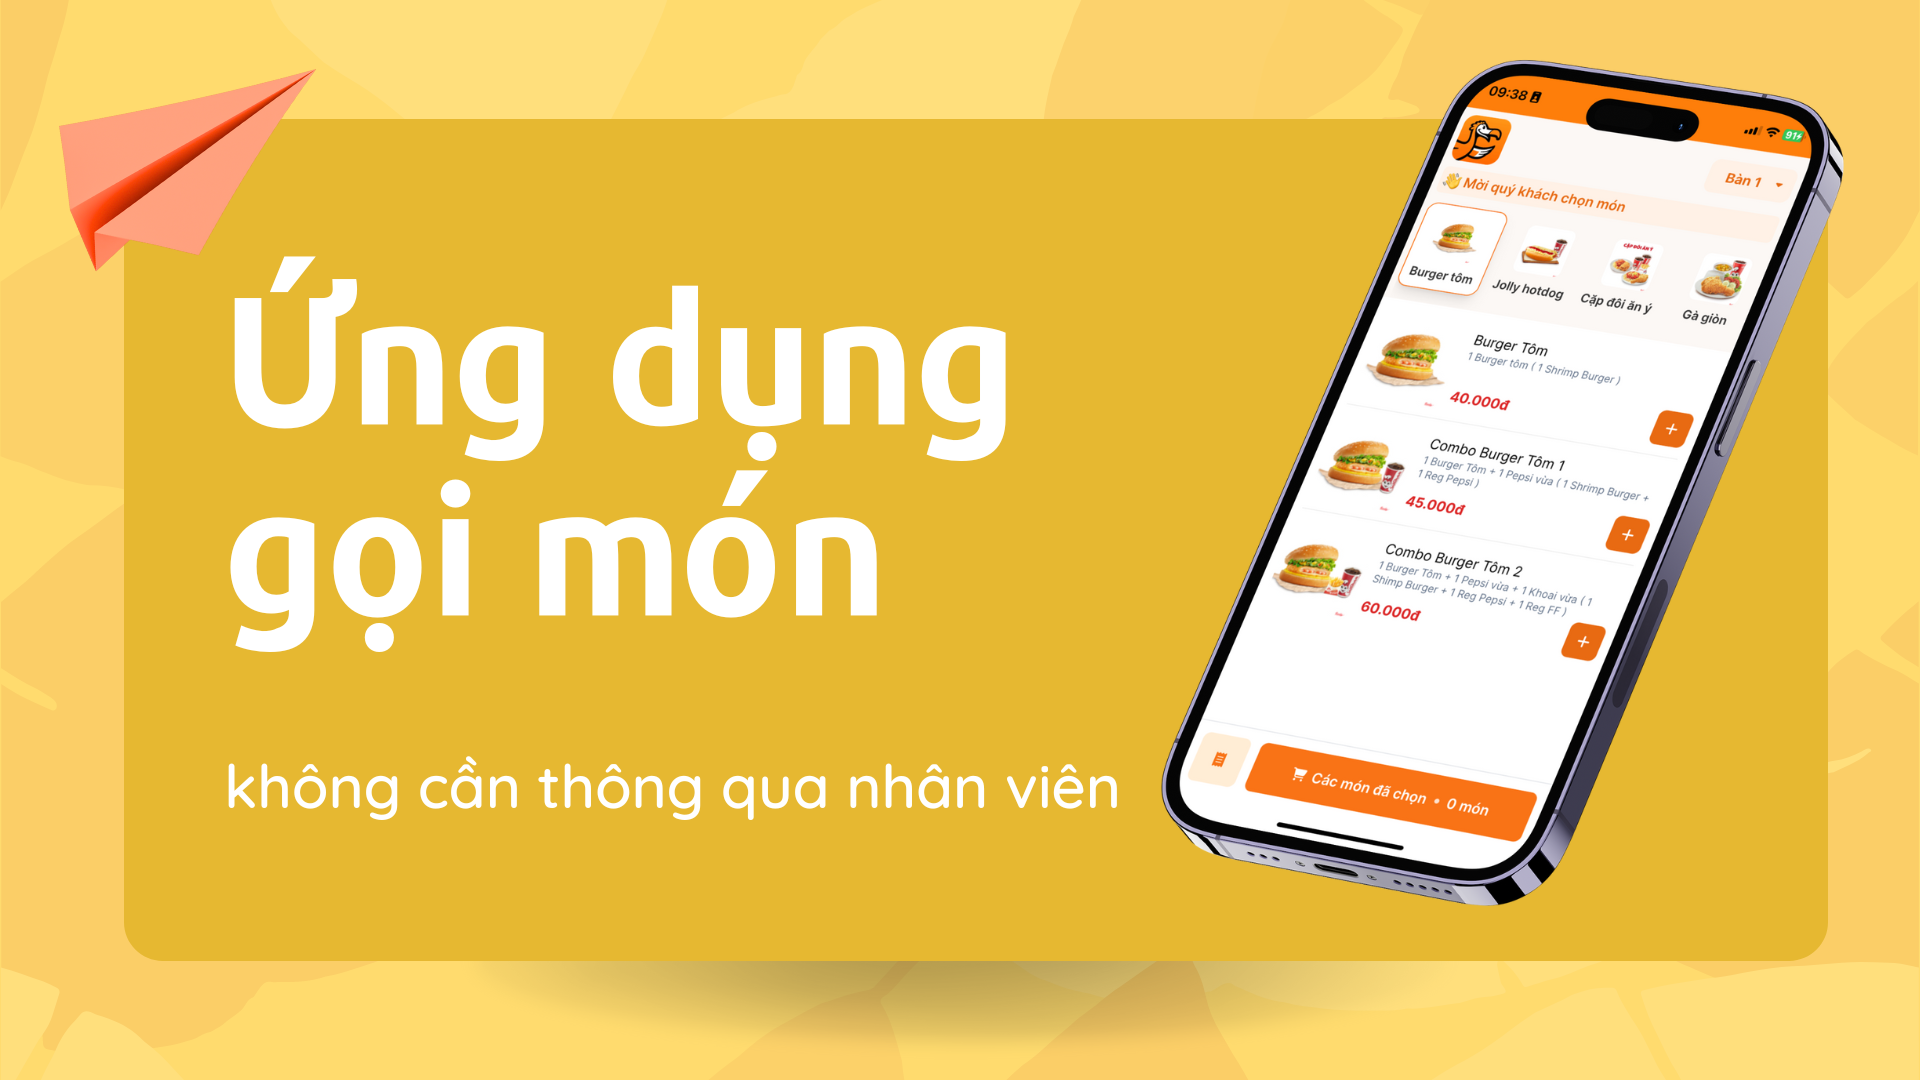 Ứng dụng
gọi món
không cần thông qua nhân viên
09:38
91
Bàn 1
Mời quý khách chọn món
Burger tôm
Jolly hotdog
Cặp đôi ăn ý
Gà giòn
Burger Tôm
1 Burger tôm ( 1 Shrimp Burger )
40.000đ
+
Combo Burger Tôm 1
1 Burger Tôm + 1 Pepsi vừa ( 1 Shrimp Burger +
1 Reg Pepsi )
45.000đ
+
Combo Burger Tôm 2
1 Burger Tôm + 1 Pepsi vừa + 1 Khoai vừa ( 1
Shimp Burger + 1 Reg Pepsi + 1 Reg FF )
60.000đ
+
Các món đã chọn • 0 món